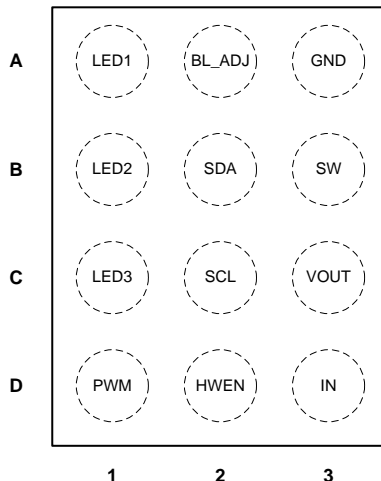 A LED1 BL_ADJ GND
B LED2 SDA SW
C LED3 SCL VOUT
D PWM HWEN IN
1 2 3